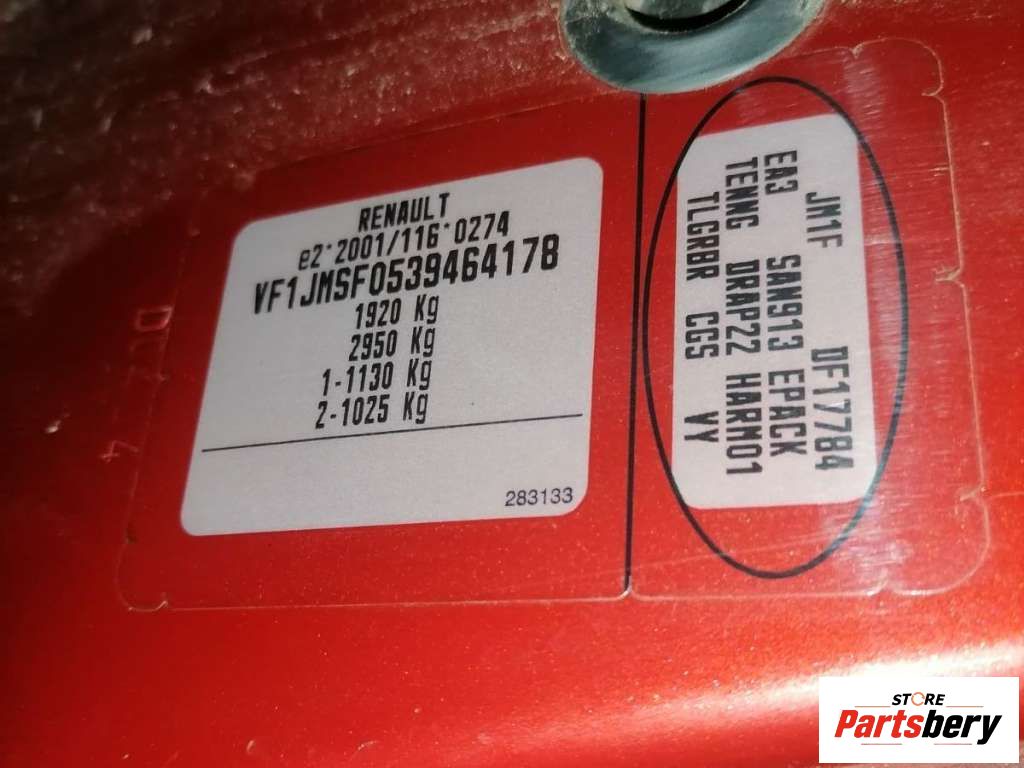 RENAULT
e2*2001/116*0274
VF1JMSF0539464178
1920 Kg
2950 Kg
1-1130 Kg
2-1025 Kg
283133
JM1F DF17784
EA3 SAN913 EPACK
TENNG DRAP22 HARM01
TLGRBR CGS VY
STORE
Partsbery